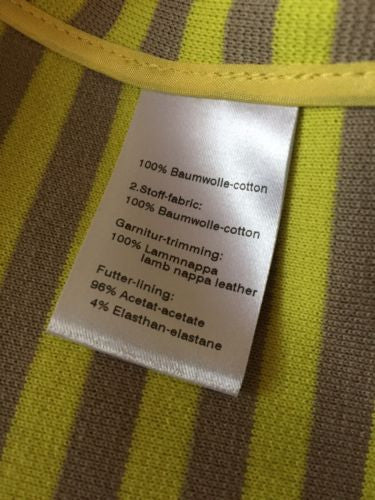 100% Baumwolle-cotton
2.Stoff-fabric:
100% Baumwolle-cotton
Garnitur-trimming:
100% Lammnappa
lamb nappa leather
Futter-lining:
96% Acetat-acetate
4% Elasthan-elastane